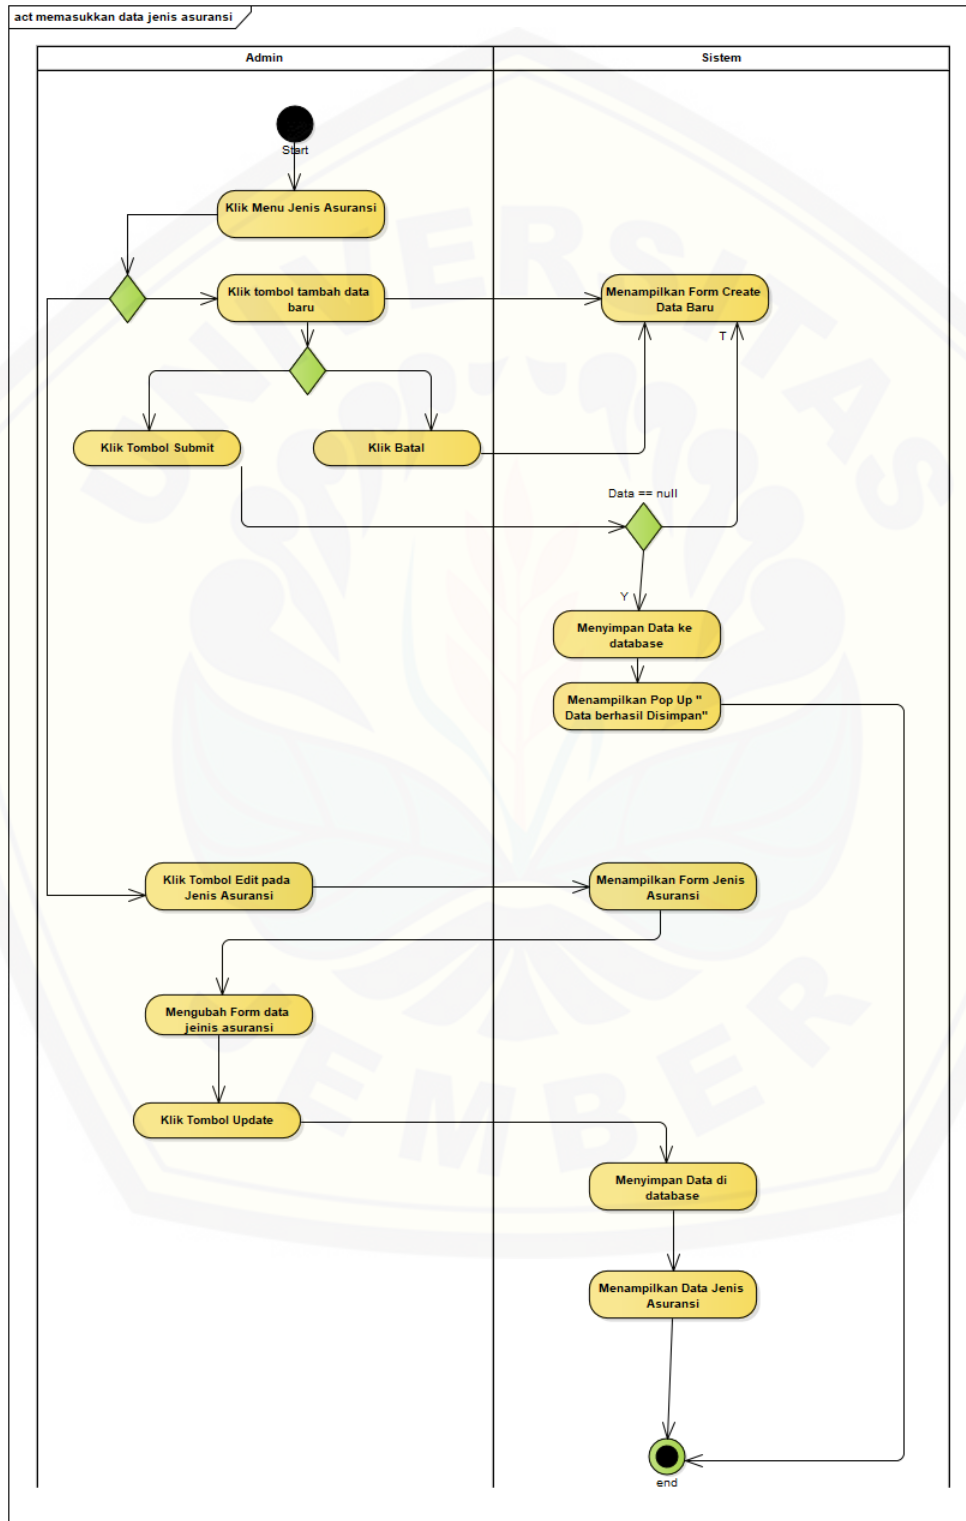 act memasukkan data jenis asuransi
Admin
Sistem
Start
Klik Menu Jenis Asuransi
Klik tombol tambah data
baru
Menampilkan Form Create
Data Baru
T
Klik Tombol Submit
Klik Batal
Data == null
Y
Menyimpan Data ke
database
Menampilkan Pop Up "
Data berhasil Disimpan"
Klik Tombol Edit pada
Jenis Asuransi
Menampilkan Form Jenis
Asuransi
Mengubah Form data
jeinis asuransi
Klik Tombol Update
Menyimpan Data di
database
Menampilkan Data Jenis
Asuransi
end
UNIVERSITAS
JEMBER